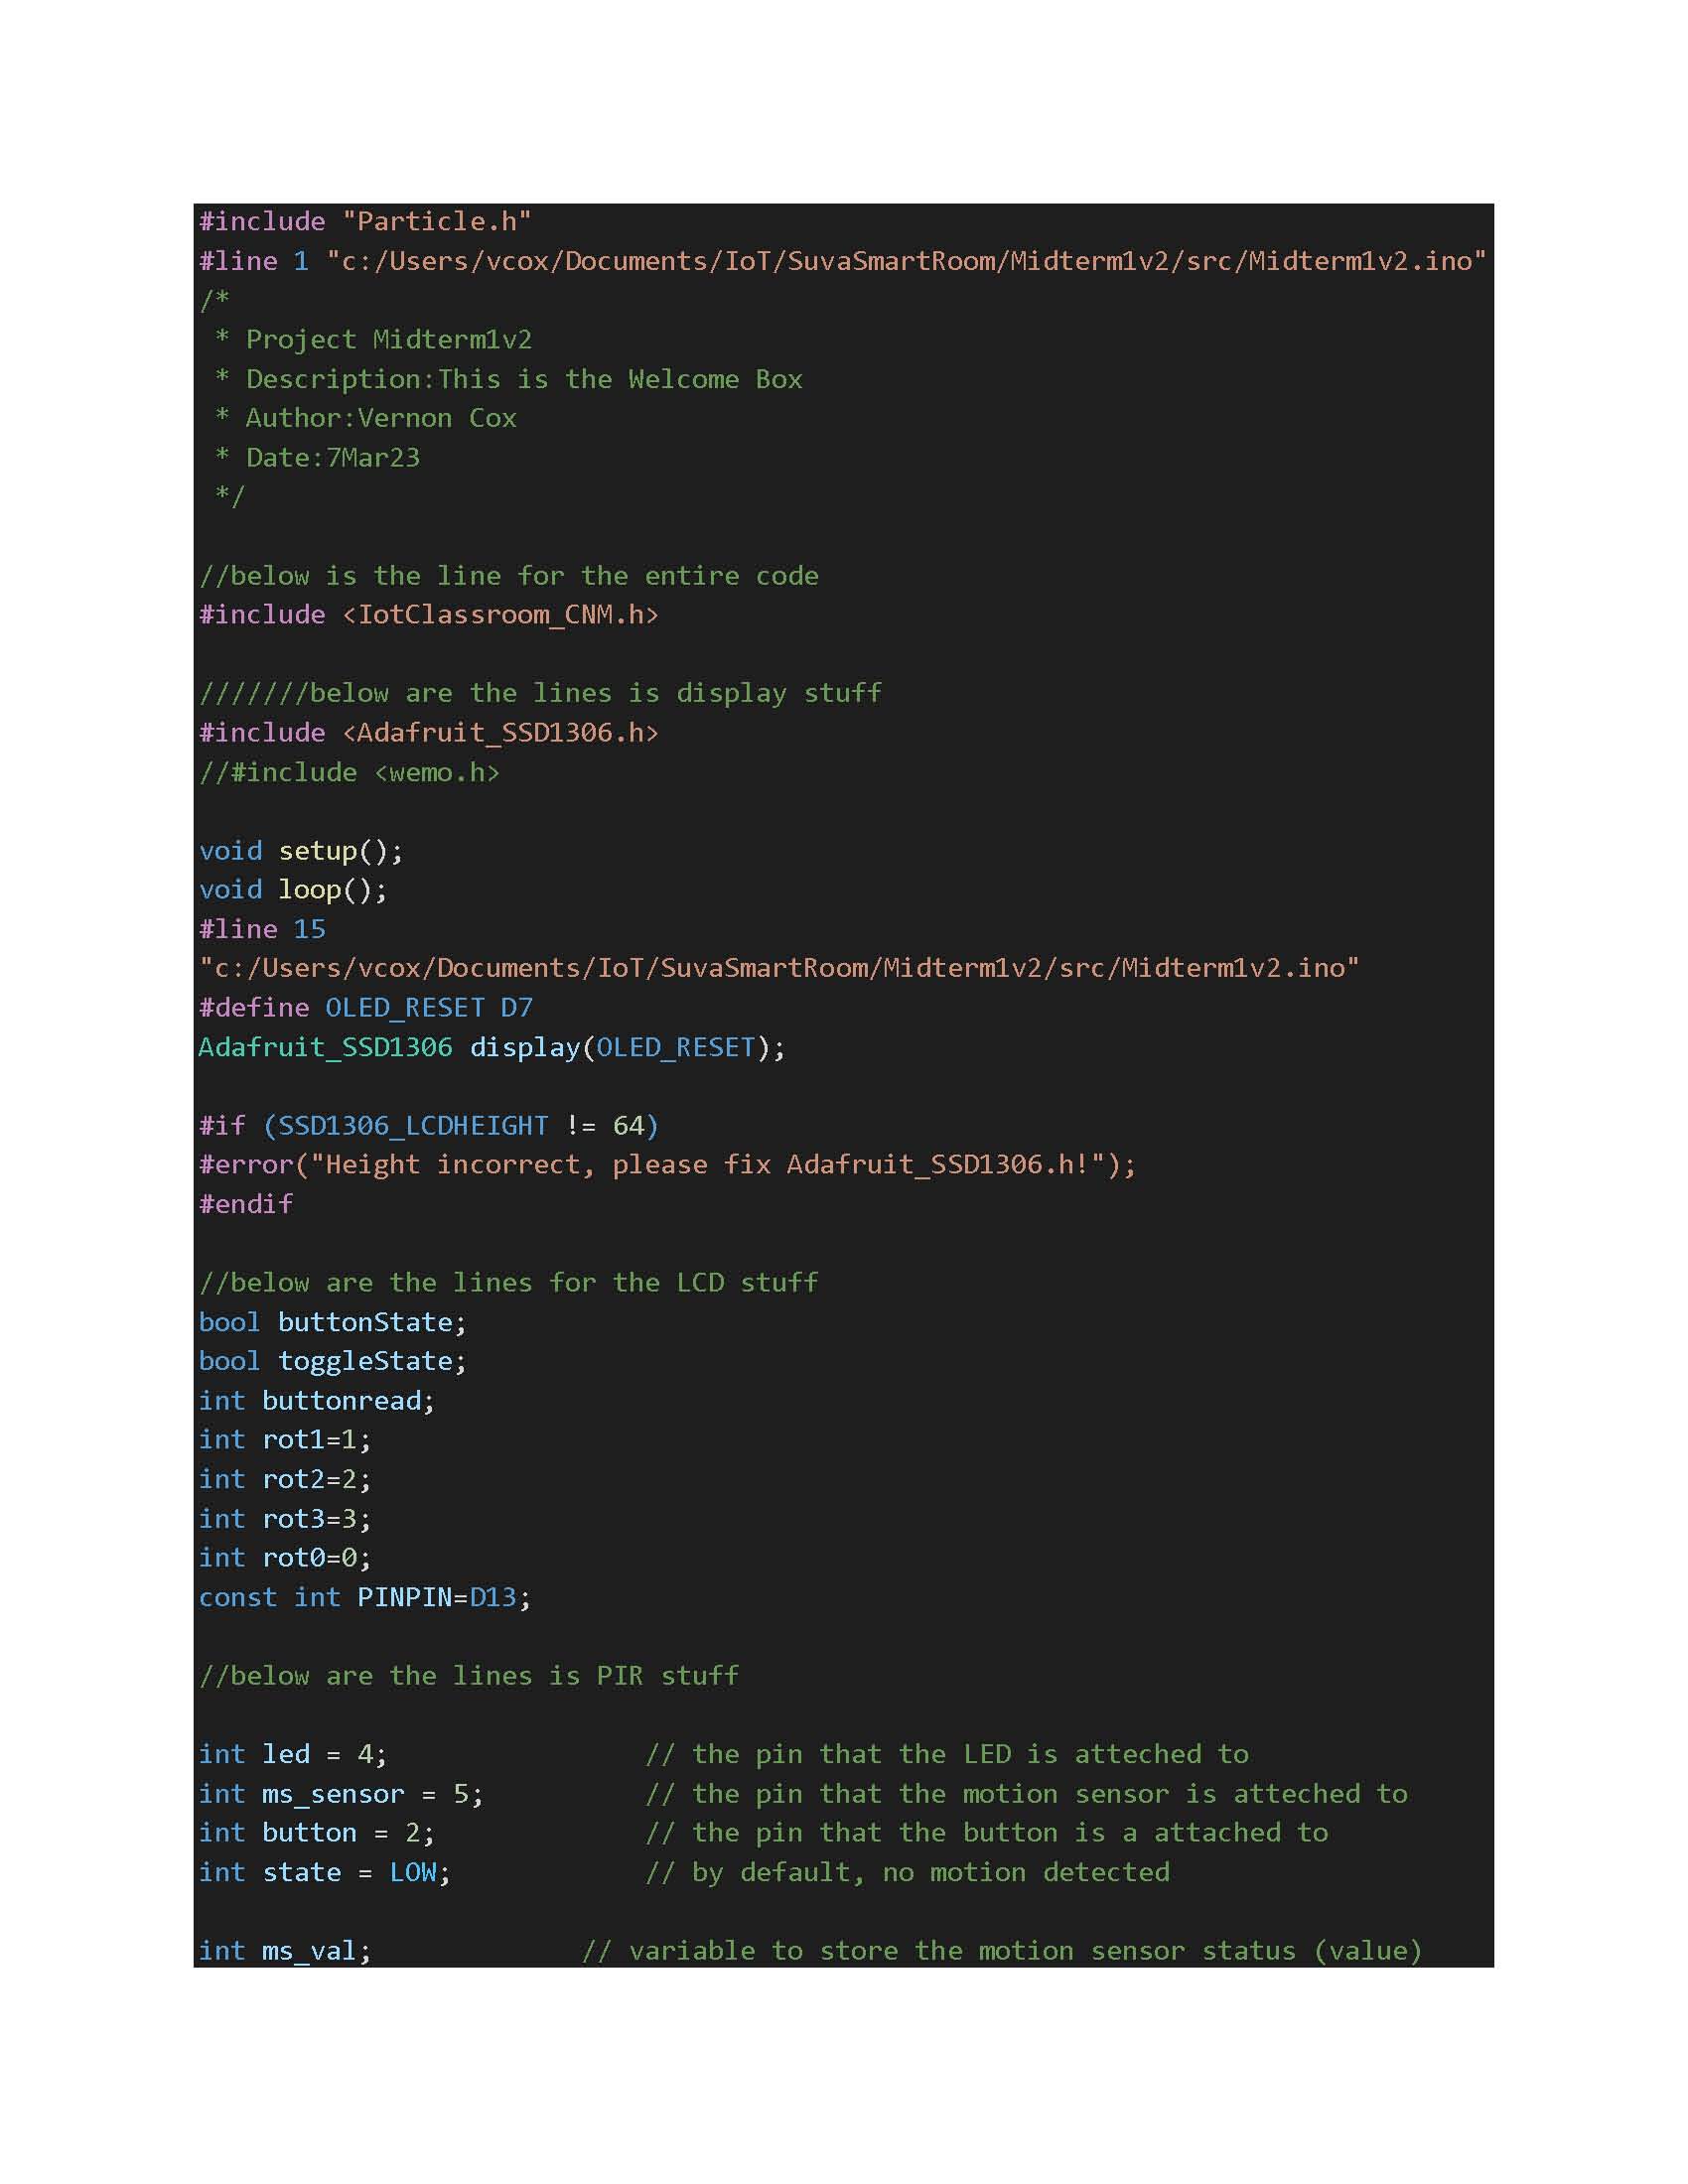 #include "Particle.h"
#line 1 "c:/Users/vcox/Documents/IoT/SuvaSmartRoom/Midterm1v2/src/Midterm1v2.ino"
/*
 * Project Midterm1v2
 * Description:This is the Welcome Box
 * Author:Vernon Cox
 * Date:7Mar23
 */

//below is the line for the entire code
#include <IotClassroom_CNM.h>

///////below are the lines is display stuff
#include <Adafruit_SSD1306.h>
//#include <wemo.h>

void setup();
void loop();
#line 15
"c:/Users/vcox/Documents/IoT/SuvaSmartRoom/Midterm1v2/src/Midterm1v2.ino"
#define OLED_RESET D7
Adafruit_SSD1306 display(OLED_RESET);

#if (SSD1306_LCDHEIGHT != 64)
#error("Height incorrect, please fix Adafruit_SSD1306.h!");
#endif

//below are the lines for the LCD stuff
bool buttonState;
bool toggleState;
int buttonread;
int rot1=1;
int rot2=2;
int rot3=3;
int rot0=0;
const int PINPIN=D13;

//below are the lines is PIR stuff

int led = 4;                // the pin that the LED is atteched to
int ms_sensor = 5;          // the pin that the motion sensor is atteched to
int button = 2;             // the pin that the button is a attached to
int state = LOW;            // by default, no motion detected

int ms_val;             // variable to store the motion sensor status (value)